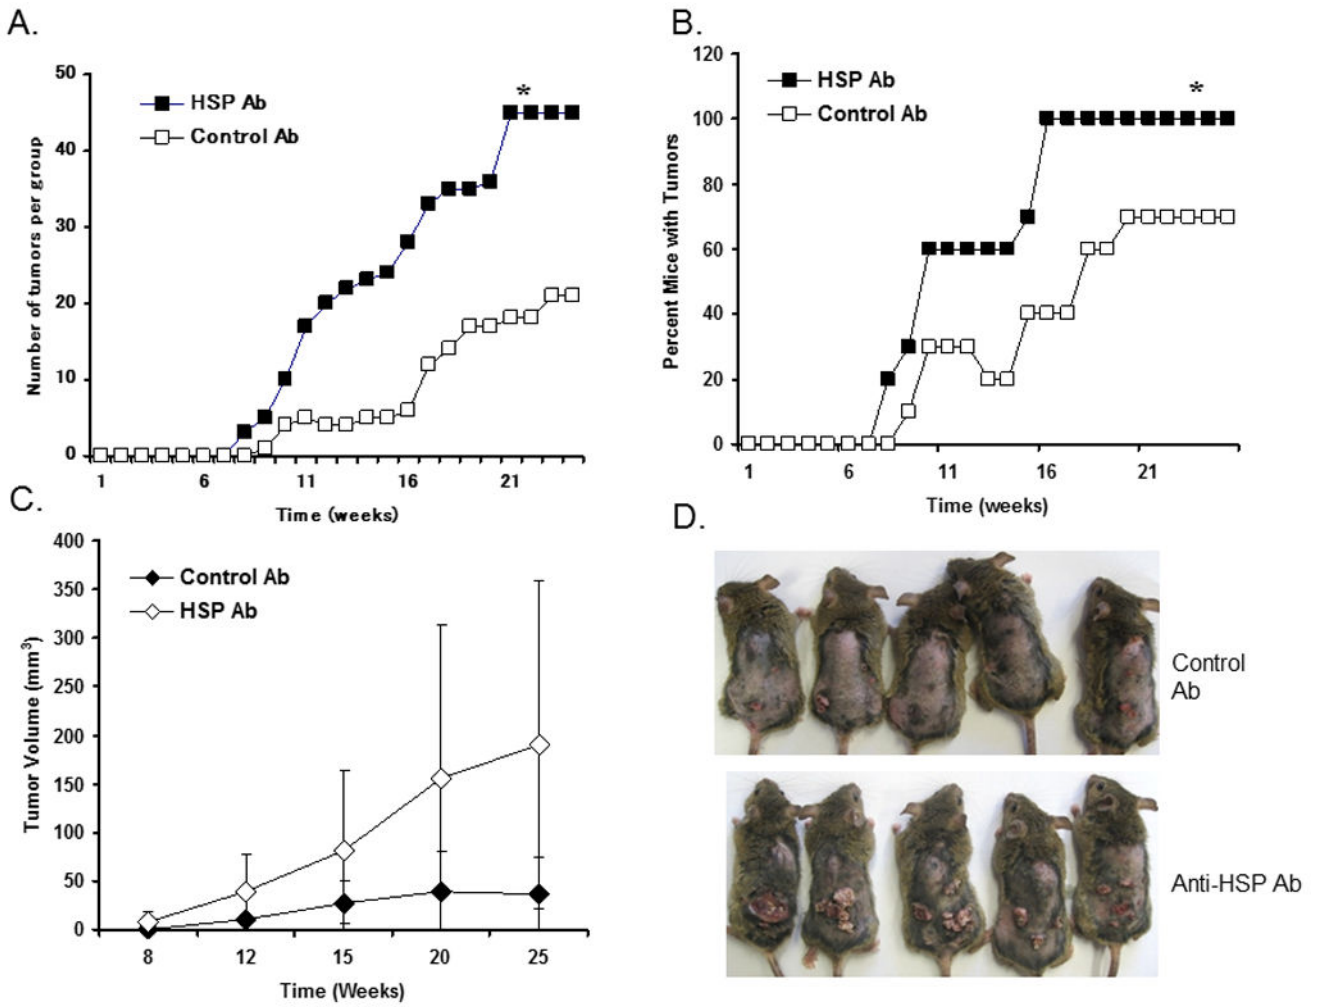 A.
50
40
30
20
10
0
Number of tumors per group
HSP Ab
Control Ab
*
1 6 11 16 21
Time (weeks)
B.
120
100
80
60
40
20
0
Percent Mice with Tumors
HSP Ab
Control Ab
*
1 6 11 16 21
Time (weeks)
C.
400
350
300
250
200
150
100
50
0
Tumor Volume (mm³)
Control Ab
HSP Ab
8 12 15 20 25
Time (Weeks)
D.
Control
Ab
Anti-HSP Ab